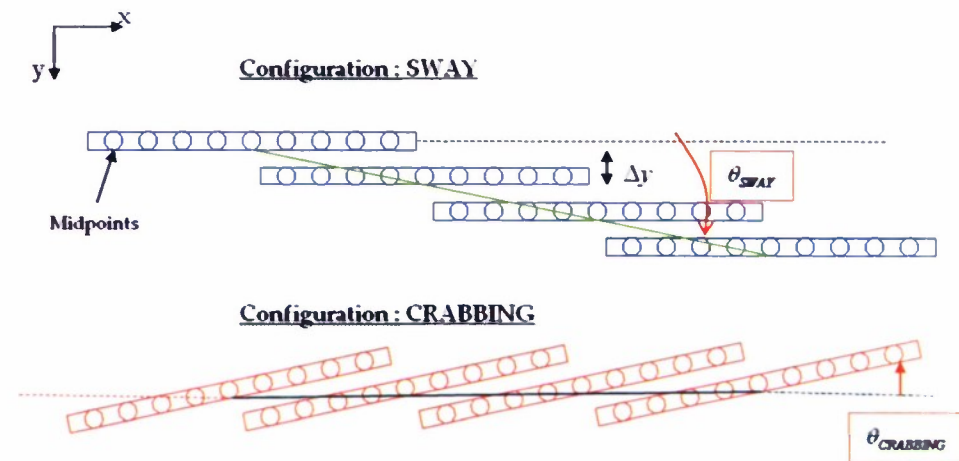 x
y
Configuration : SWAY
Δy
θSWAY
Midpoints
Configuration : CRABBING
θCRABBING